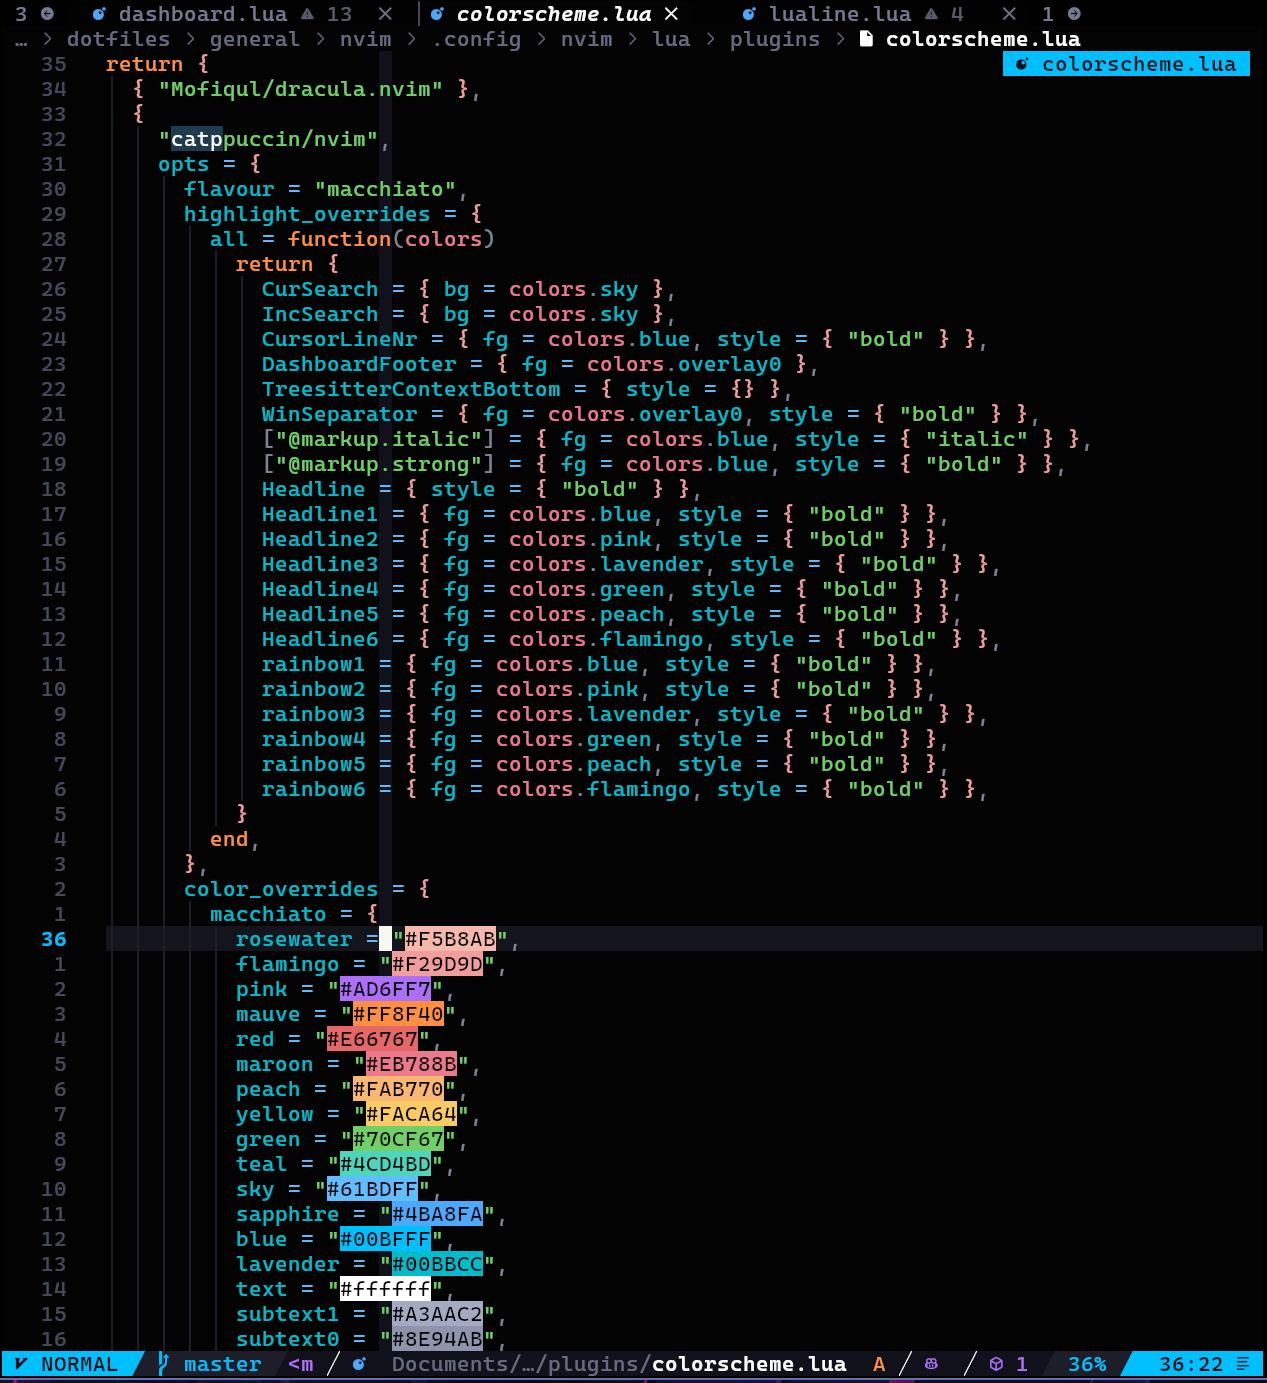 3 dashboard.lua 13 colorscheme.lua lualine.lua 4 1
… > dotfiles > general > nvim > .config > nvim > lua > plugins > colorscheme.lua
colorscheme.lua
35 return {
34 { "Mofiqul/dracula.nvim" },
33 {
32 "catppuccin/nvim",
31 opts = {
30 flavour = "macchiato",
29 highlight_overrides = {
28 all = function(colors)
27 return {
26 CurSearch = { bg = colors.sky },
25 IncSearch = { bg = colors.sky },
24 CursorLineNr = { fg = colors.blue, style = { "bold" } },
23 DashboardFooter = { fg = colors.overlay0 },
22 TreesitterContextBottom = { style = {} },
21 WinSeparator = { fg = colors.overlay0, style = { "bold" } },
20 ["@markup.italic"] = { fg = colors.blue, style = { "italic" } },
19 ["@markup.strong"] = { fg = colors.blue, style = { "bold" } },
18 Headline = { style = { "bold" } },
17 Headline1 = { fg = colors.blue, style = { "bold" } },
16 Headline2 = { fg = colors.pink, style = { "bold" } },
15 Headline3 = { fg = colors.lavender, style = { "bold" } },
14 Headline4 = { fg = colors.green, style = { "bold" } },
13 Headline5 = { fg = colors.peach, style = { "bold" } },
12 Headline6 = { fg = colors.flamingo, style = { "bold" } },
11 rainbow1 = { fg = colors.blue, style = { "bold" } },
10 rainbow2 = { fg = colors.pink, style = { "bold" } },
9 rainbow3 = { fg = colors.lavender, style = { "bold" } },
8 rainbow4 = { fg = colors.green, style = { "bold" } },
7 rainbow5 = { fg = colors.peach, style = { "bold" } },
6 rainbow6 = { fg = colors.flamingo, style = { "bold" } },
5 }
4 end,
3 },
2 color_overrides = {
1 macchiato = {
36 rosewater = "#F5B8AB",
1 flamingo = "#F29D9D",
2 pink = "#AD6FF7",
3 mauve = "#FF8F40",
4 red = "#E66767",
5 maroon = "#EB788B",
6 peach = "#FAB770",
7 yellow = "#FACA64",
8 green = "#70CF67",
9 teal = "#4CD4BD",
10 sky = "#61BDFF",
11 sapphire = "#4BA8FA",
12 blue = "#00BFFF",
13 lavender = "#00BBCC",
14 text = "#ffffff",
15 subtext1 = "#A3AAC2",
16 subtext0 = "#8E94AB",
NORMAL master <m Documents/…/plugins/colorscheme.lua A 1 36% 36:22